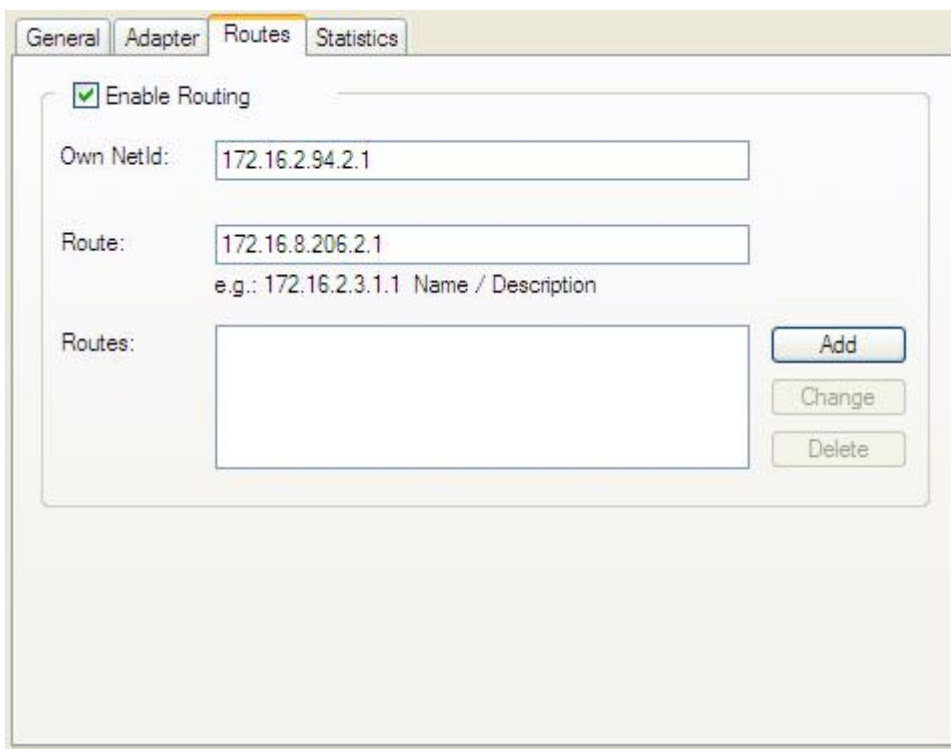 General Adapter Routes Statistics
Enable Routing
Own NetId: 172.16.2.94.2.1
Route: 172.16.8.206.2.1
e.g.: 172.16.2.3.1.1 Name / Description
Routes: Add
Change
Delete